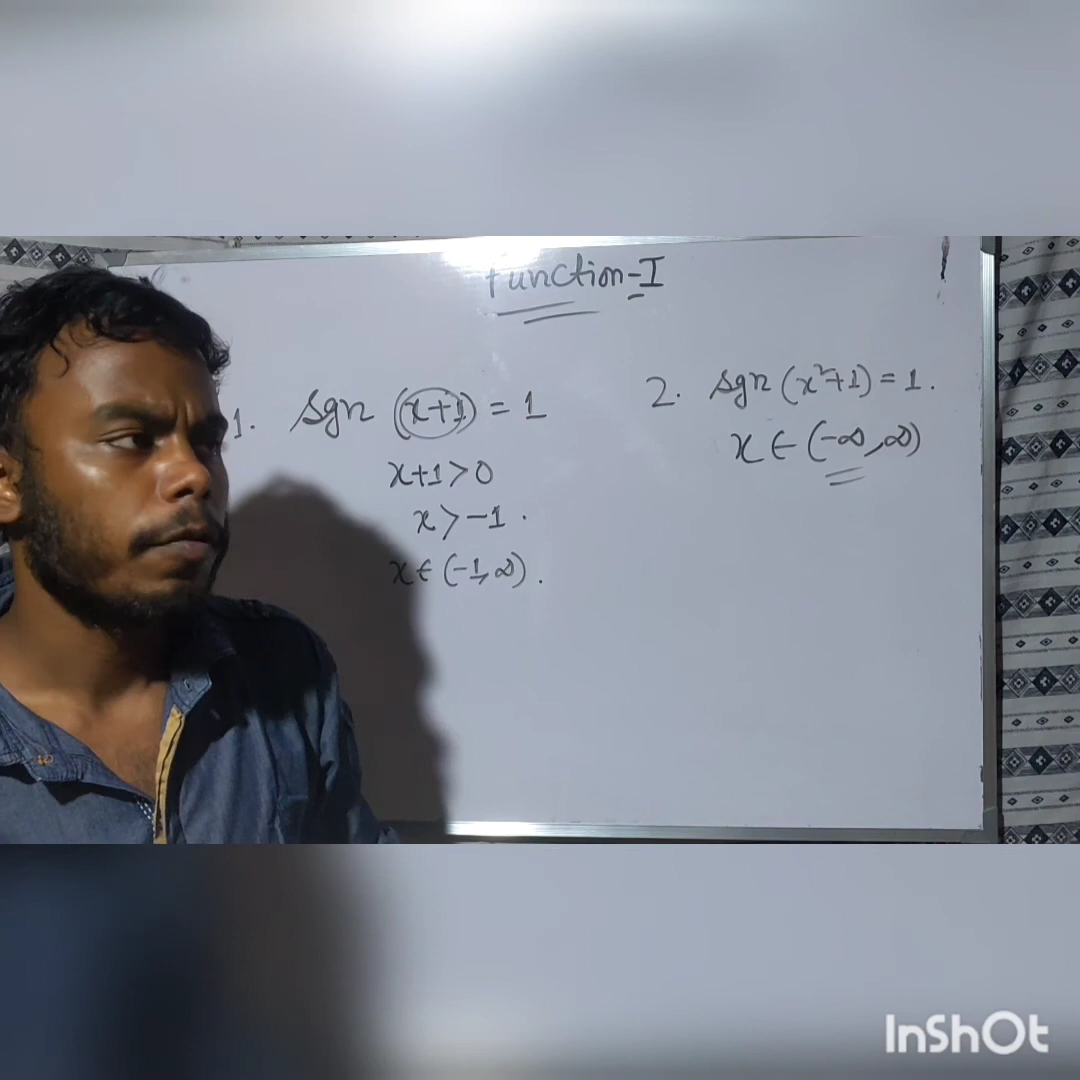 Function-I
1. sgn (x+1) = 1
x+1>0
x>-1.
x∈(-1,∞).
2. sgn (x²+1)=1.
x∈(-∞,∞)
InShOt